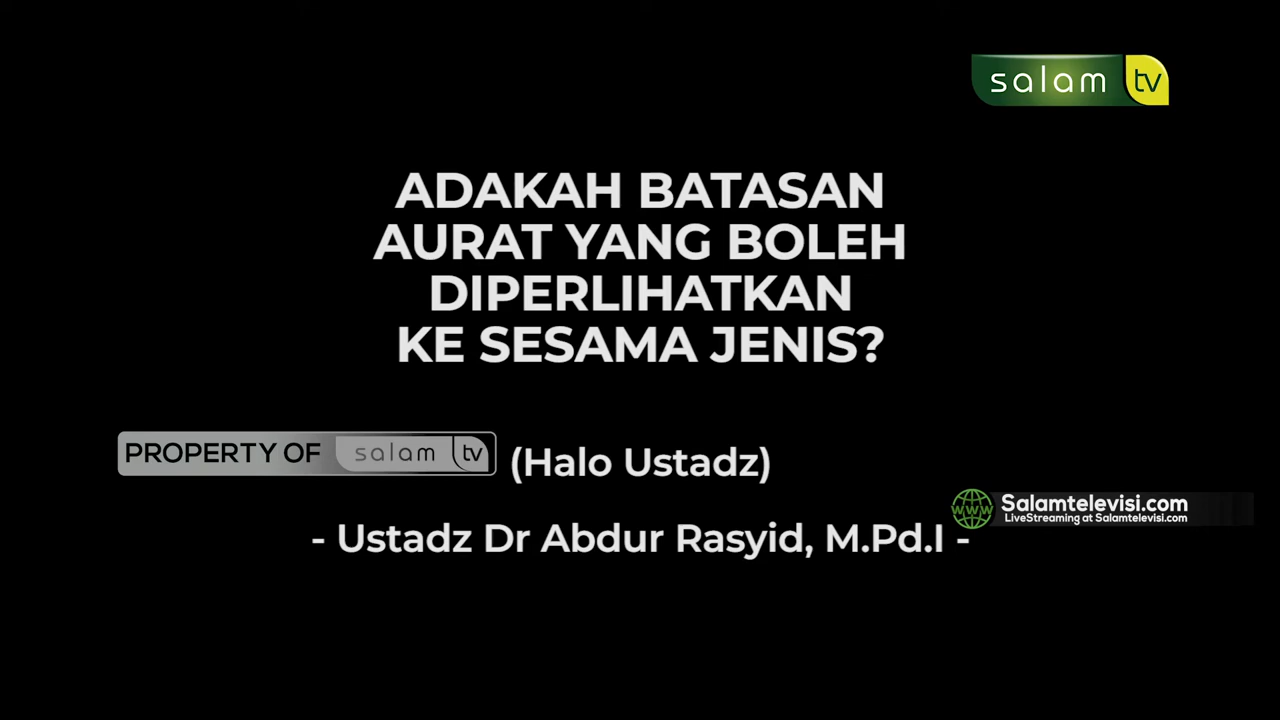 salam tv
ADAKAH BATASAN
AURAT YANG BOLEH
DIPERLIHATKAN
KE SESAMA JENIS?
PROPERTY OF salam tv
(Halo Ustadz)
www Salamtelevisi.com
LiveStreaming at Salamtelevisi.com
- Ustadz Dr Abdur Rasyid, M.Pd.I -